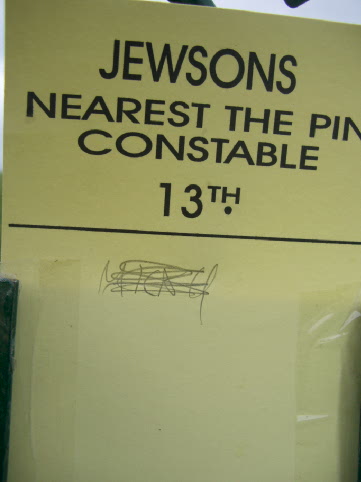 JEWSONS
NEAREST THE PIN
CONSTABLE
13TH.